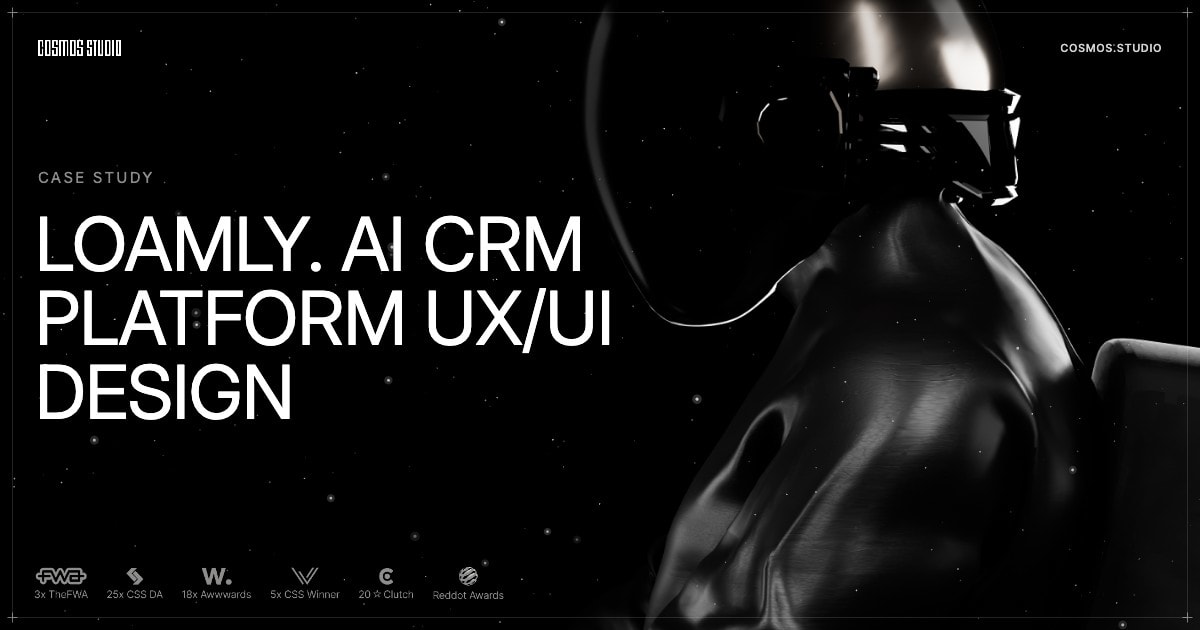 COSMOS STUDIO
COSMOS.STUDIO
CASE STUDY
LOAMLY. AI CRM
PLATFORM UX/UI
DESIGN
FWA W. C
3x TheFWA 25x CSS DA 18x Awwwards 5x CSS Winner 20 ☆ Clutch Reddot Awards